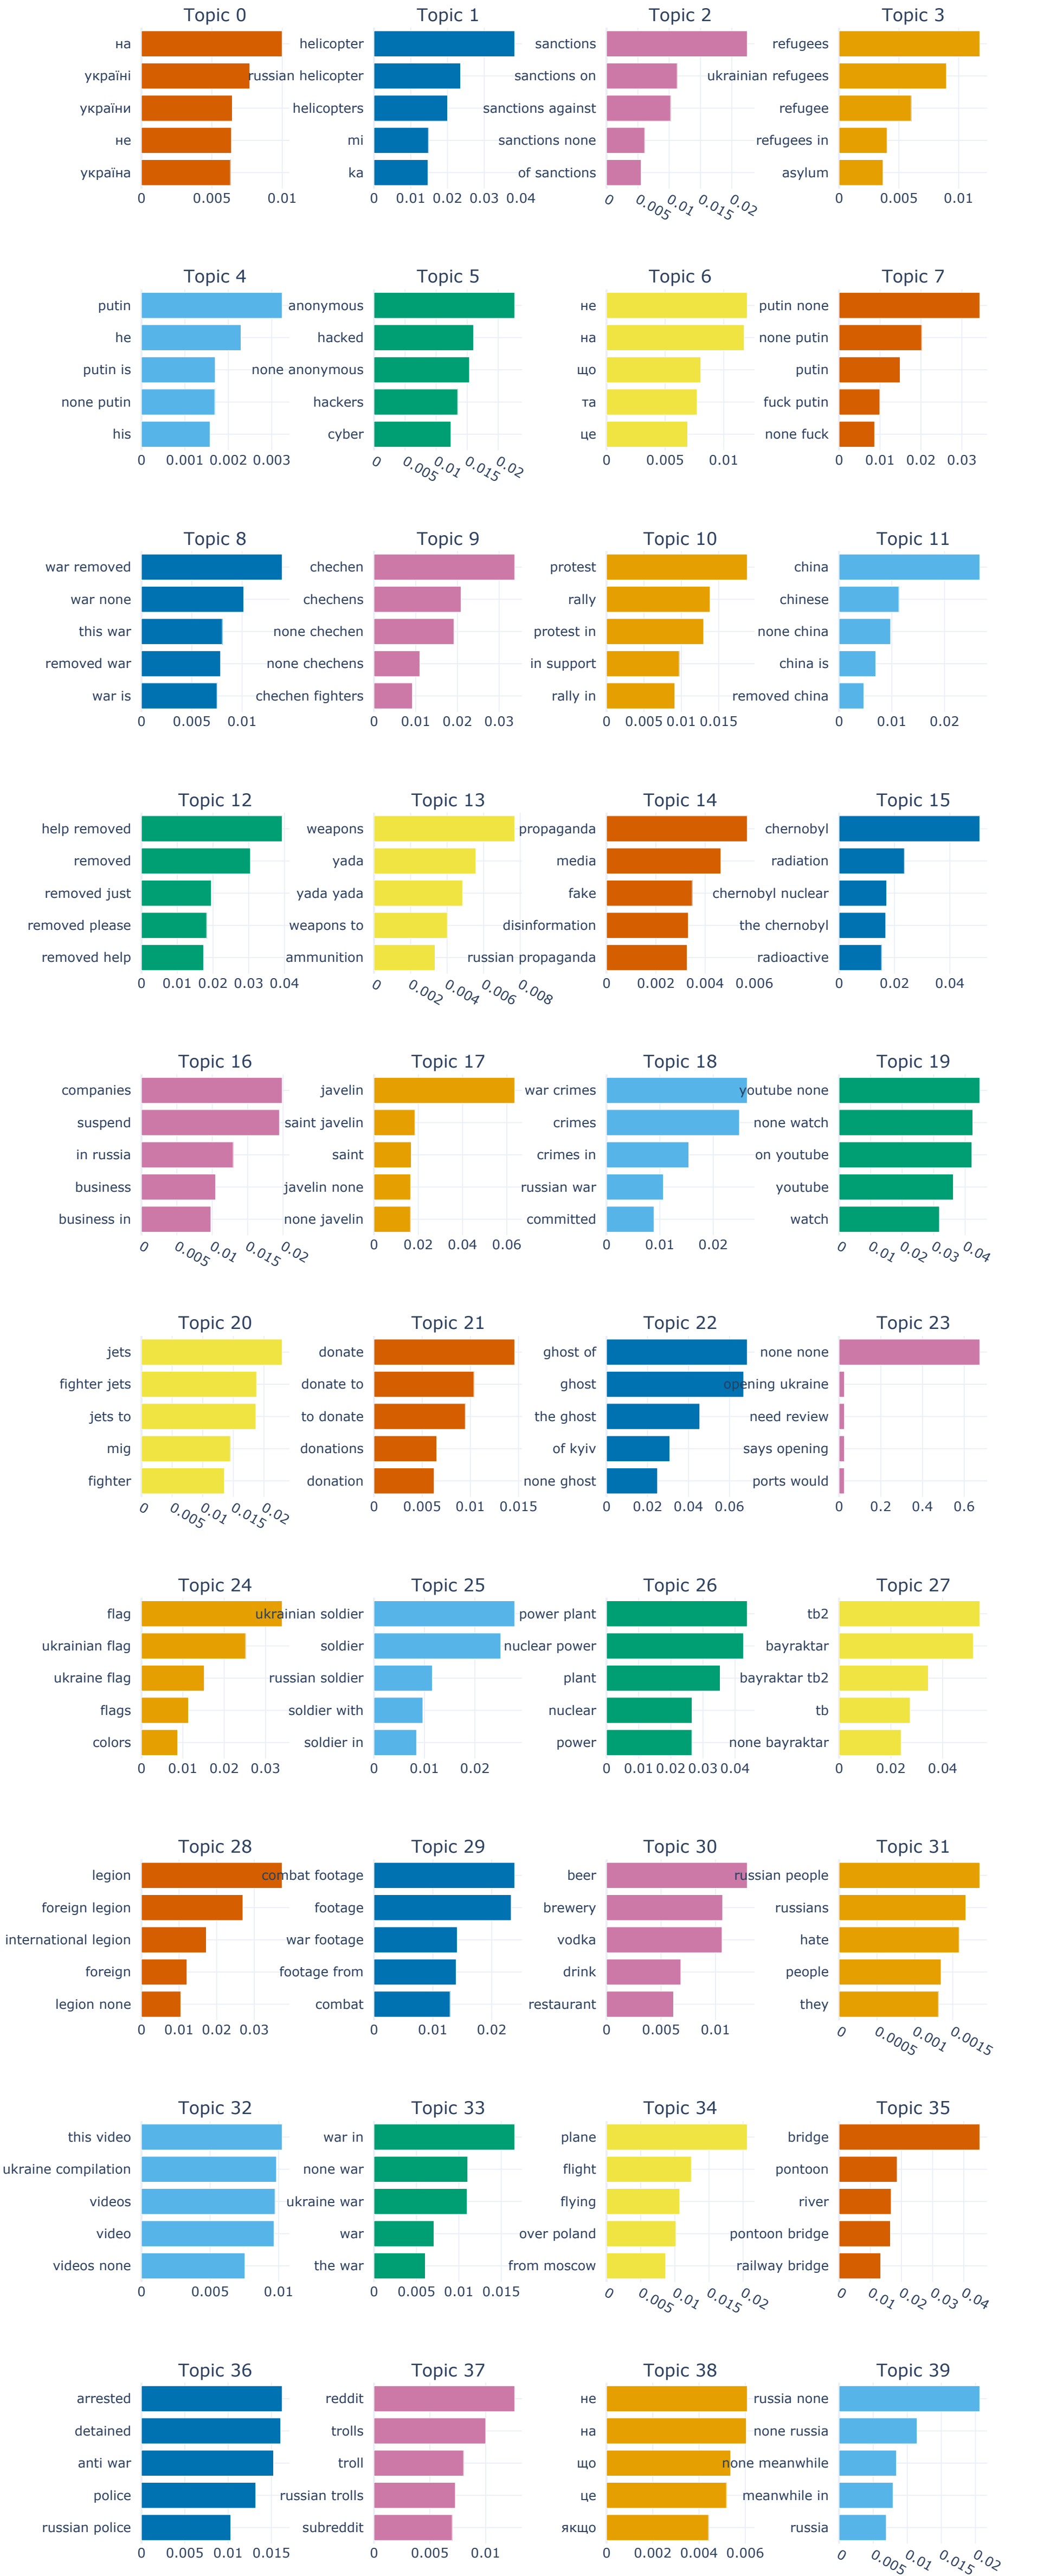 Topic 0
на
україні
україни
не
україна
0 0.005 0.01
Topic 1
helicopter
russian helicopter
helicopters
mi
ka
0 0.01 0.02 0.03 0.04
Topic 2
sanctions
sanctions on
sanctions against
sanctions none
of sanctions
0 0.005 0.01 0.015 0.02
Topic 3
refugees
ukrainian refugees
refugee
refugees in
asylum
0 0.005 0.01
Topic 4
putin
he
putin is
none putin
his
0 0.001 0.002 0.003
Topic 5
anonymous
hacked
none anonymous
hackers
cyber
0 0.005 0.01 0.015 0.02
Topic 6
не
на
що
та
це
0 0.005 0.01
Topic 7
putin none
none putin
putin
fuck putin
none fuck
0 0.01 0.02 0.03
Topic 8
war removed
war none
this war
removed war
war is
0 0.005 0.01
Topic 9
chechen
chechens
none chechen
none chechens
chechen fighters
0 0.01 0.02 0.03
Topic 10
protest
rally
protest in
in support
rally in
0 0.005 0.01 0.015
Topic 11
china
chinese
none china
china is
removed china
0 0.01 0.02
Topic 12
help removed
removed
removed just
removed please
removed help
0 0.01 0.02 0.03 0.04
Topic 13
weapons
yada
yada yada
weapons to
ammunition
0 0.002 0.004 0.006 0.008
Topic 14
propaganda
media
fake
disinformation
russian propaganda
0 0.002 0.004 0.006
Topic 15
chernobyl
radiation
chernobyl nuclear
the chernobyl
radioactive
0 0.02 0.04
Topic 16
companies
suspend
in russia
business
business in
0 0.005 0.01 0.015 0.02
Topic 17
javelin
saint javelin
saint
javelin none
none javelin
0 0.02 0.04 0.06
Topic 18
war crimes
crimes
crimes in
russian war
committed
0 0.01 0.02
Topic 19
youtube none
none watch
on youtube
youtube
watch
0 0.01 0.02 0.03 0.04
Topic 20
jets
fighter jets
jets to
mig
fighter
0 0.005 0.01 0.015 0.02
Topic 21
donate
donate to
to donate
donations
donation
0 0.005 0.01 0.015
Topic 22
ghost of
ghost
the ghost
of kyiv
none ghost
0 0.02 0.04 0.06
Topic 23
none none
opening ukraine
need review
says opening
ports would
0 0.2 0.4 0.6
Topic 24
flag
ukrainian flag
ukraine flag
flags
colors
0 0.01 0.02 0.03
Topic 25
ukrainian soldier
soldier
russian soldier
soldier with
soldier in
0 0.01 0.02
Topic 26
power plant
nuclear power
plant
nuclear
power
0 0.01 0.02 0.03 0.04
Topic 27
tb2
bayraktar
bayraktar tb2
tb
none bayraktar
0 0.02 0.04
Topic 28
legion
foreign legion
international legion
foreign
legion none
0 0.01 0.02 0.03
Topic 29
combat footage
footage
war footage
footage from
combat
0 0.01 0.02
Topic 30
beer
brewery
vodka
drink
restaurant
0 0.005 0.01
Topic 31
russian people
russians
hate
people
they
0 0.0005 0.001 0.0015
Topic 32
this video
ukraine compilation
videos
video
videos none
0 0.005 0.01
Topic 33
war in
none war
ukraine war
war
the war
0 0.005 0.01 0.015
Topic 34
plane
flight
flying
over poland
from moscow
0 0.005 0.01 0.015 0.02
Topic 35
bridge
pontoon
river
pontoon bridge
railway bridge
0 0.01 0.02 0.03 0.04
Topic 36
arrested
detained
anti war
police
russian police
0 0.005 0.01 0.015
Topic 37
reddit
trolls
troll
russian trolls
subreddit
0 0.005 0.01
Topic 38
не
на
що
це
якщо
0 0.002 0.004 0.006
Topic 39
russia none
none russia
none meanwhile
meanwhile in
russia
0 0.005 0.01 0.015 0.02